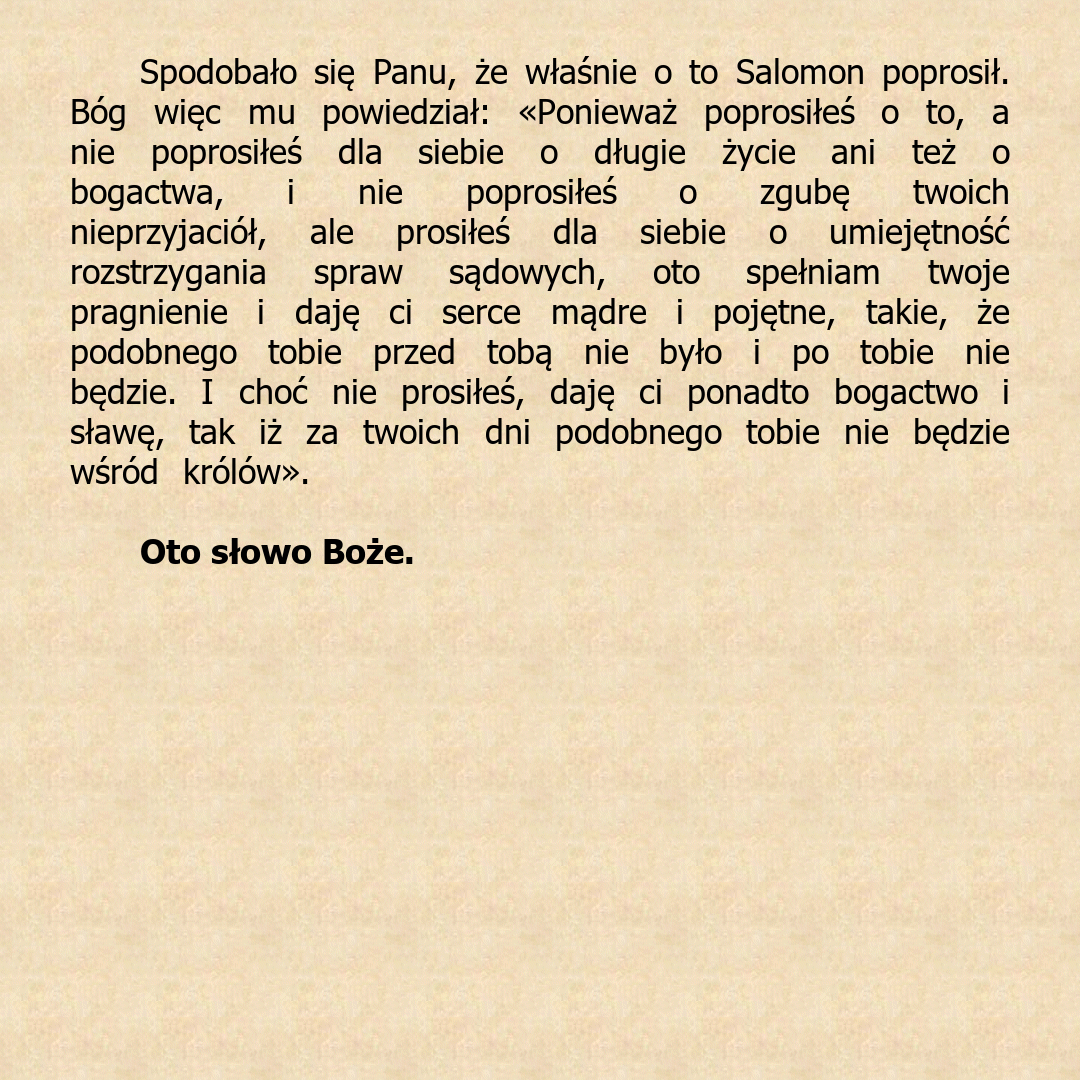 Spodobało się Panu, że właśnie o to Salomon poprosił.
Bóg więc mu powiedział: «Ponieważ poprosiłeś o to, a
nie poprosiłeś dla siebie o długie życie ani też o
bogactwa, i nie poprosiłeś o zgubę twoich
nieprzyjaciół, ale prosiłeś dla siebie o umiejętność
rozstrzygania spraw sądowych, oto spełniam twoje
pragnienie i daję ci serce mądre i pojętne, takie, że
podobnego tobie przed tobą nie było i po tobie nie
będzie. I choć nie prosiłeś, daję ci ponadto bogactwo i
sławę, tak iż za twoich dni podobnego tobie nie będzie
wśród królów».
Oto słowo Boże.